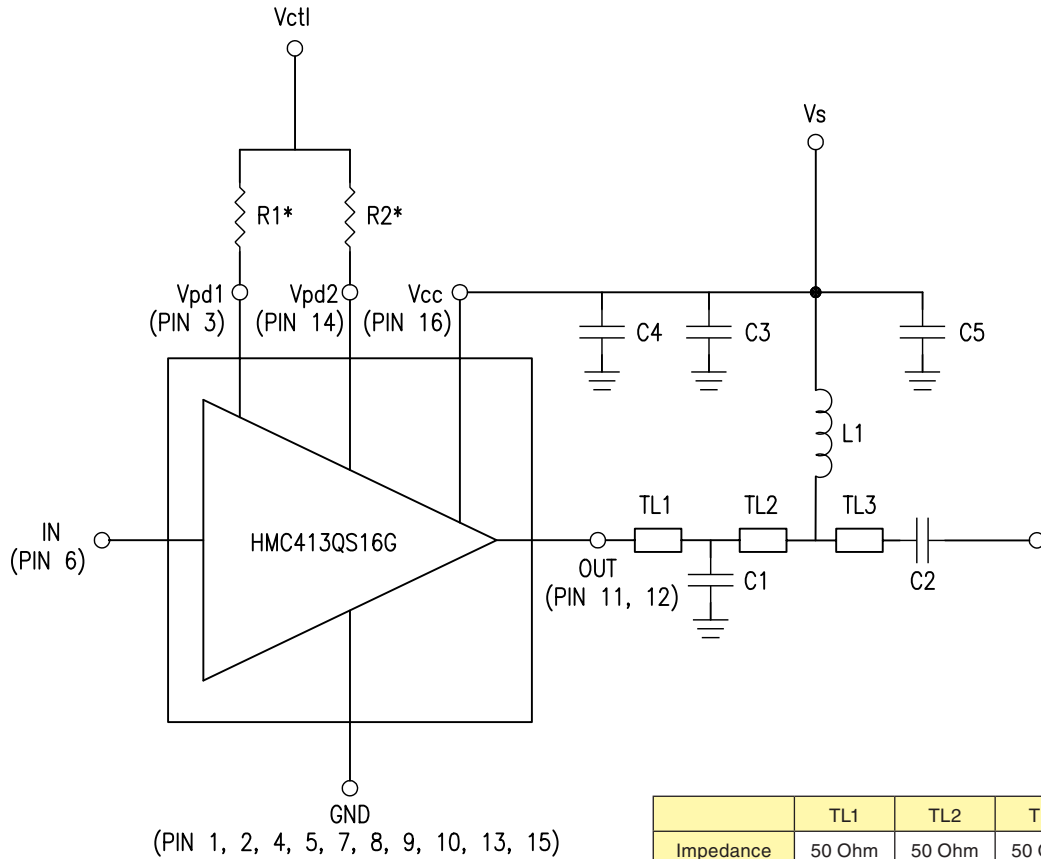 Vctl
Vs
R1*
R2*
Vpd1
(PIN 3)
Vpd2
(PIN 14)
Vcc
(PIN 16)
C4
C3
C5
L1
IN
(PIN 6)
HMC413QS16G
OUT
(PIN 11, 12)
TL1
TL2
TL3
C1
C2
GND
(PIN 1, 2, 4, 5, 7, 8, 9, 10, 13, 15)
TL1 TL2 T
Impedance 50 Ohm 50 Ohm 50